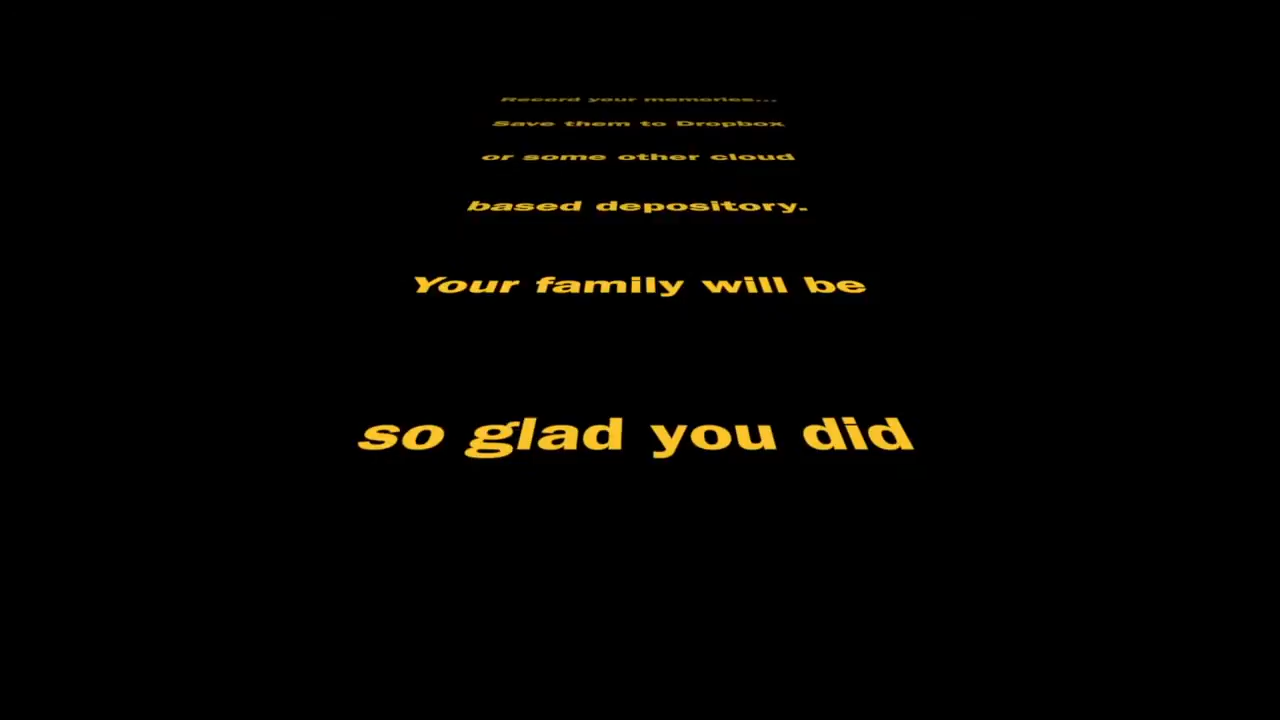 Record your memories...
Save them to Dropbox
or some other cloud
based depository.
Your family will be
so glad you did